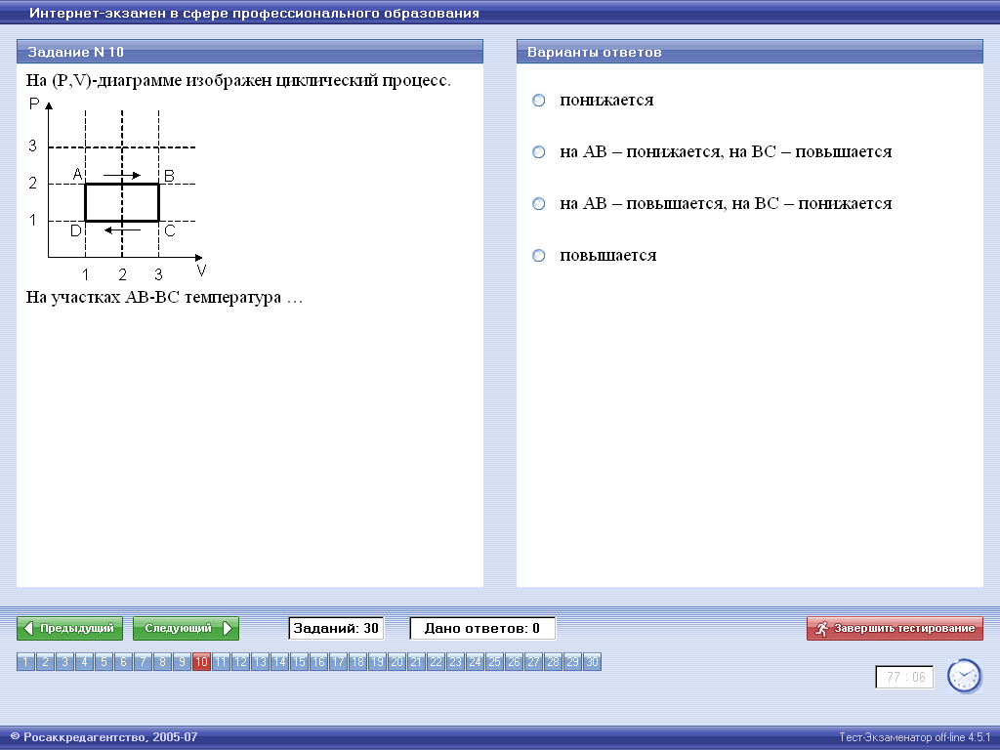 Интернет-экзамен в сфере профессионального образования
Задание N 10
На (P,V)-диаграмме изображен циклический процесс.
P
3
2
1
A
B
D
C
1 2 3
V
На участках AB-BC температура …
Варианты ответов
понижается
на AB – понижается, на BC – повышается
на AB – повышается, на BC – понижается
повышается
Предыдущий
Следующий
Заданий: 30
Дано ответов: 0
Завершить тестирование
1 2 3 4 5 6 7 8 9 10 11 12 13 14 15 16 17 18 19 20 21 22 23 24 25 26 27 28 29 30
77 : 06
© Росаккредагентство, 2005-07
Тест-Экзаменатор off-line 4.5.1